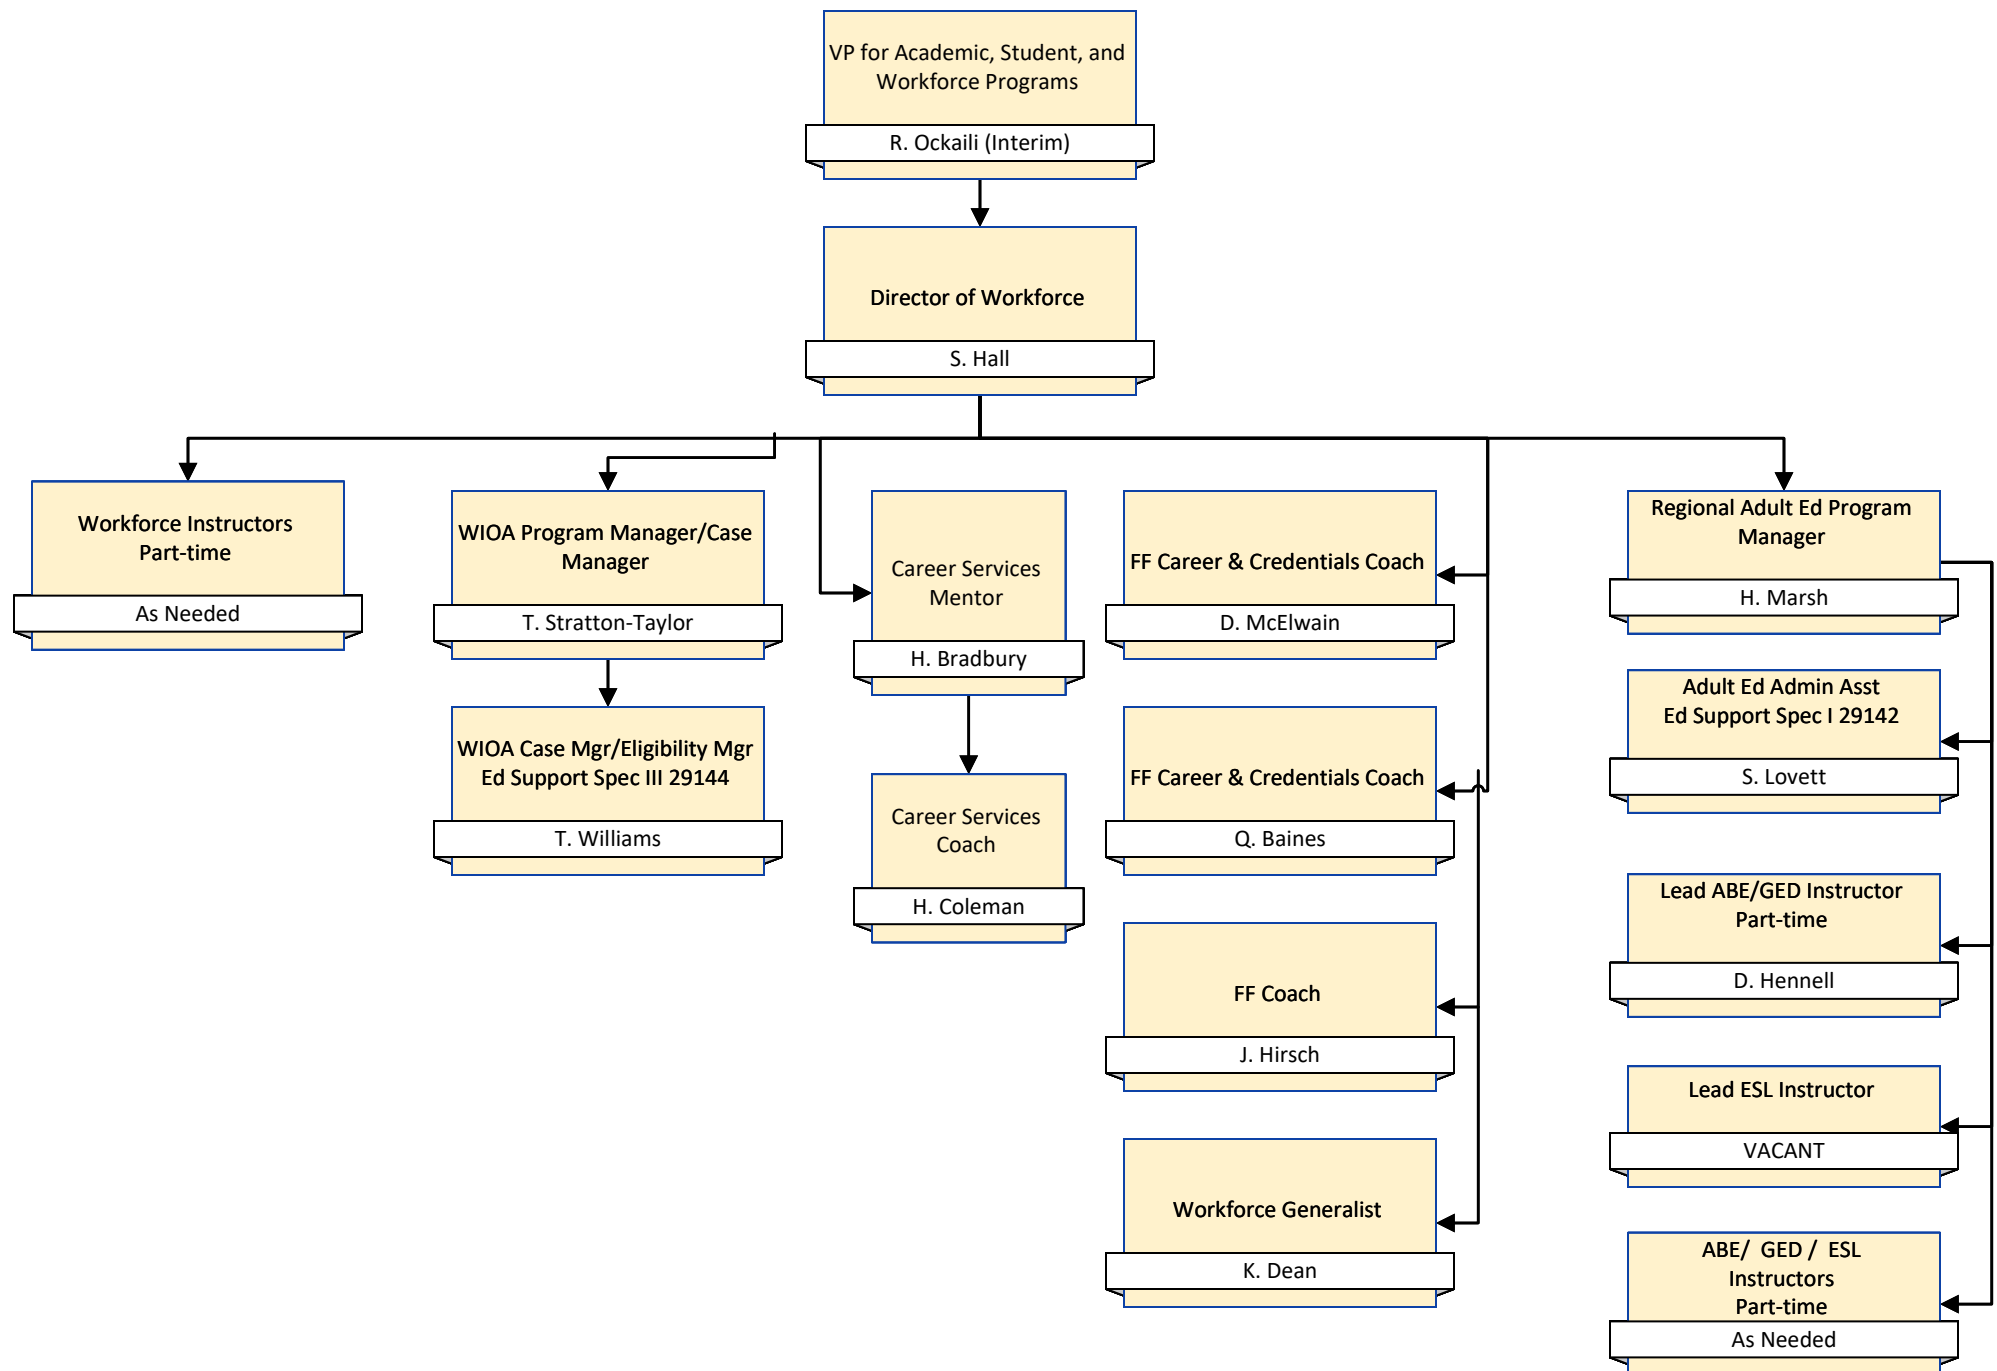 VP for Academic, Student, and
Workforce Programs
R. Ockaili (Interim)
Director of Workforce
S. Hall
Workforce Instructors
Part-time
As Needed
WIOA Program Manager/Case
Manager
T. Stratton-Taylor
WIOA Case Mgr/Eligibility Mgr
Ed Support Spec III 29144
T. Williams
Career Services
Mentor
H. Bradbury
Career Services
Coach
H. Coleman
FF Career & Credentials Coach
D. McElwain
FF Career & Credentials Coach
Q. Baines
FF Coach
J. Hirsch
Workforce Generalist
K. Dean
Regional Adult Ed Program
Manager
H. Marsh
Adult Ed Admin Asst
Ed Support Spec I 29142
S. Lovett
Lead ABE/GED Instructor
Part-time
D. Hennell
Lead ESL Instructor
VACANT
ABE/ GED / ESL
Instructors
Part-time
As Needed